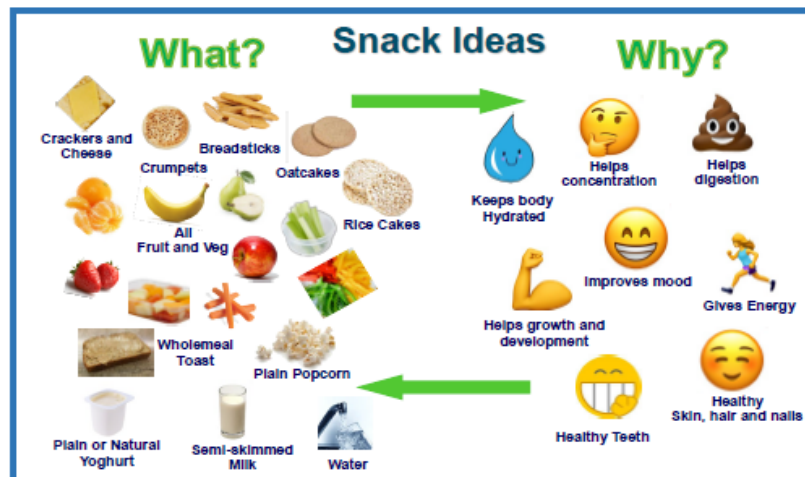 Snack Ideas
What?
Why?
Crackers and
Cheese
Crumpets
Breadsticks
Oatcakes
Rice Cakes
All
Fruit and Veg
Wholemeal
Toast
Plain Popcorn
Plain or Natural
Yoghurt
Semi-skimmed
Milk
Water
Keeps body
Hydrated
Helps
concentration
Helps
digestion
Improves mood
Gives Energy
Helps growth and
development
Healthy Teeth
Healthy
Skin, hair and nails